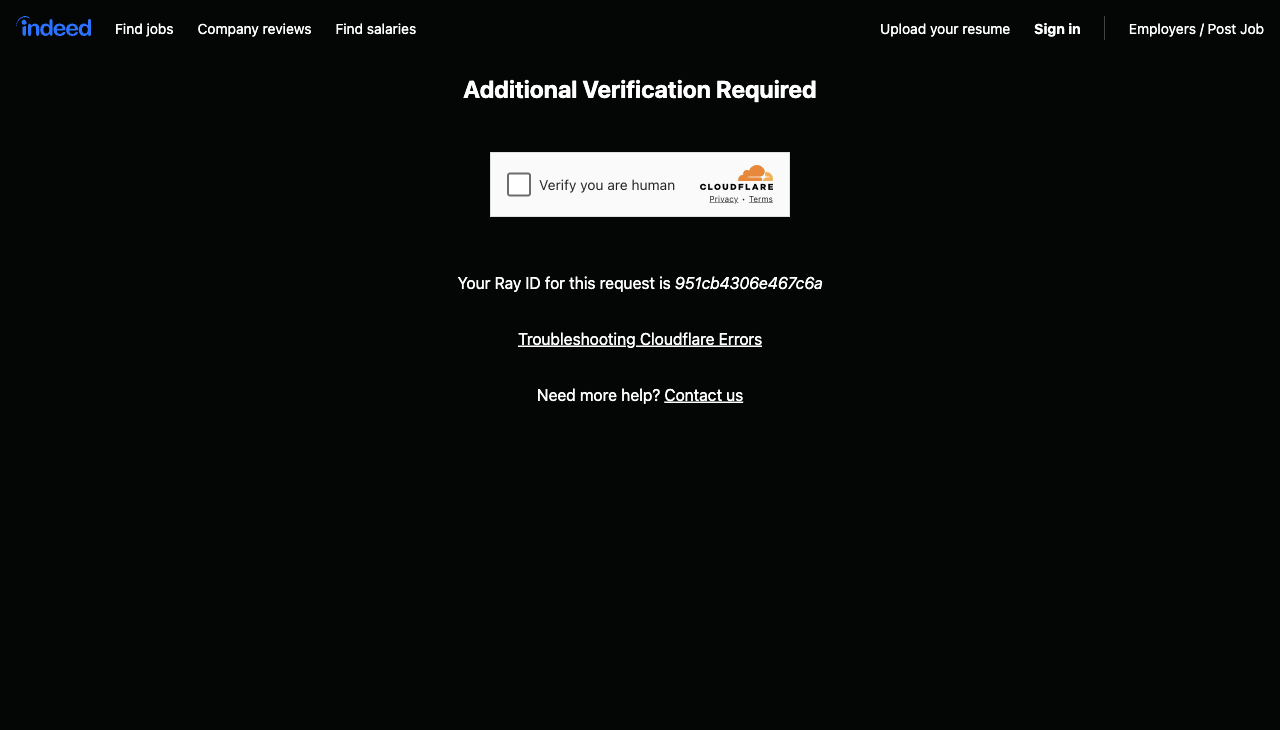 indeed Find jobs Company reviews Find salaries Upload your resume Sign in Employers / Post Job
Additional Verification Required
Verify you are human
CLOUDFLARE
Privacy • Terms
Your Ray ID for this request is 951cb4306e467c6a
Troubleshooting Cloudflare Errors
Need more help? Contact us